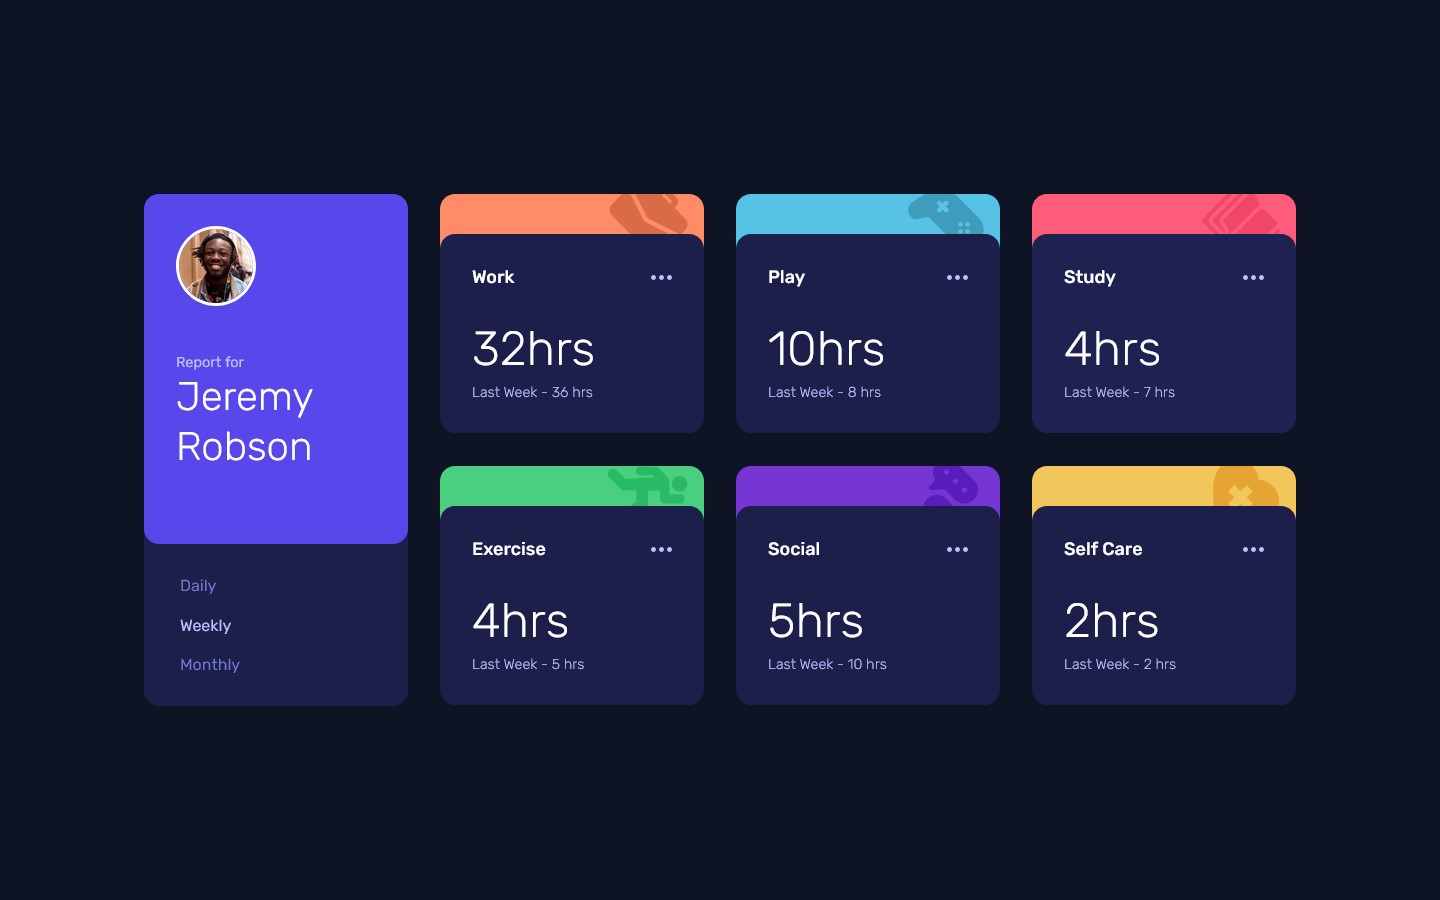 Report for
Jeremy
Robson
Daily
Weekly
Monthly
Work
32hrs
Last Week - 36 hrs
Play
10hrs
Last Week - 8 hrs
Study
4hrs
Last Week - 7 hrs
Exercise
4hrs
Last Week - 5 hrs
Social
5hrs
Last Week - 10 hrs
Self Care
2hrs
Last Week - 2 hrs